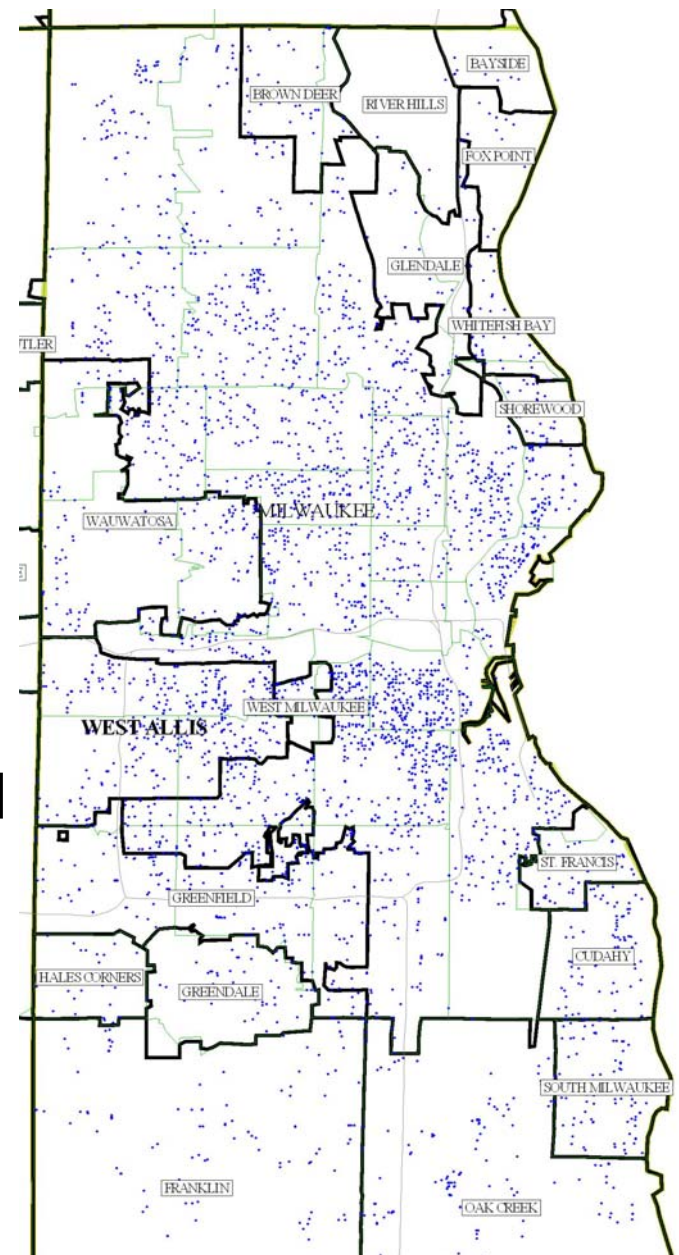 BAYSIDE
BROWN DEER
RIVER HILLS
FOX POINT
GLENDALE
WHITEFISH BAY
SHOREWOOD
MILWAUKEE
WAUWATOSA
WEST MILWAUKEE
WEST ALLIS
ST. FRANCIS
GREENFIELD
CUDAHY
HALES CORNERS
GREENDALE
SOUTH MILWAUKEE
FRANKLIN
OAK CREEK